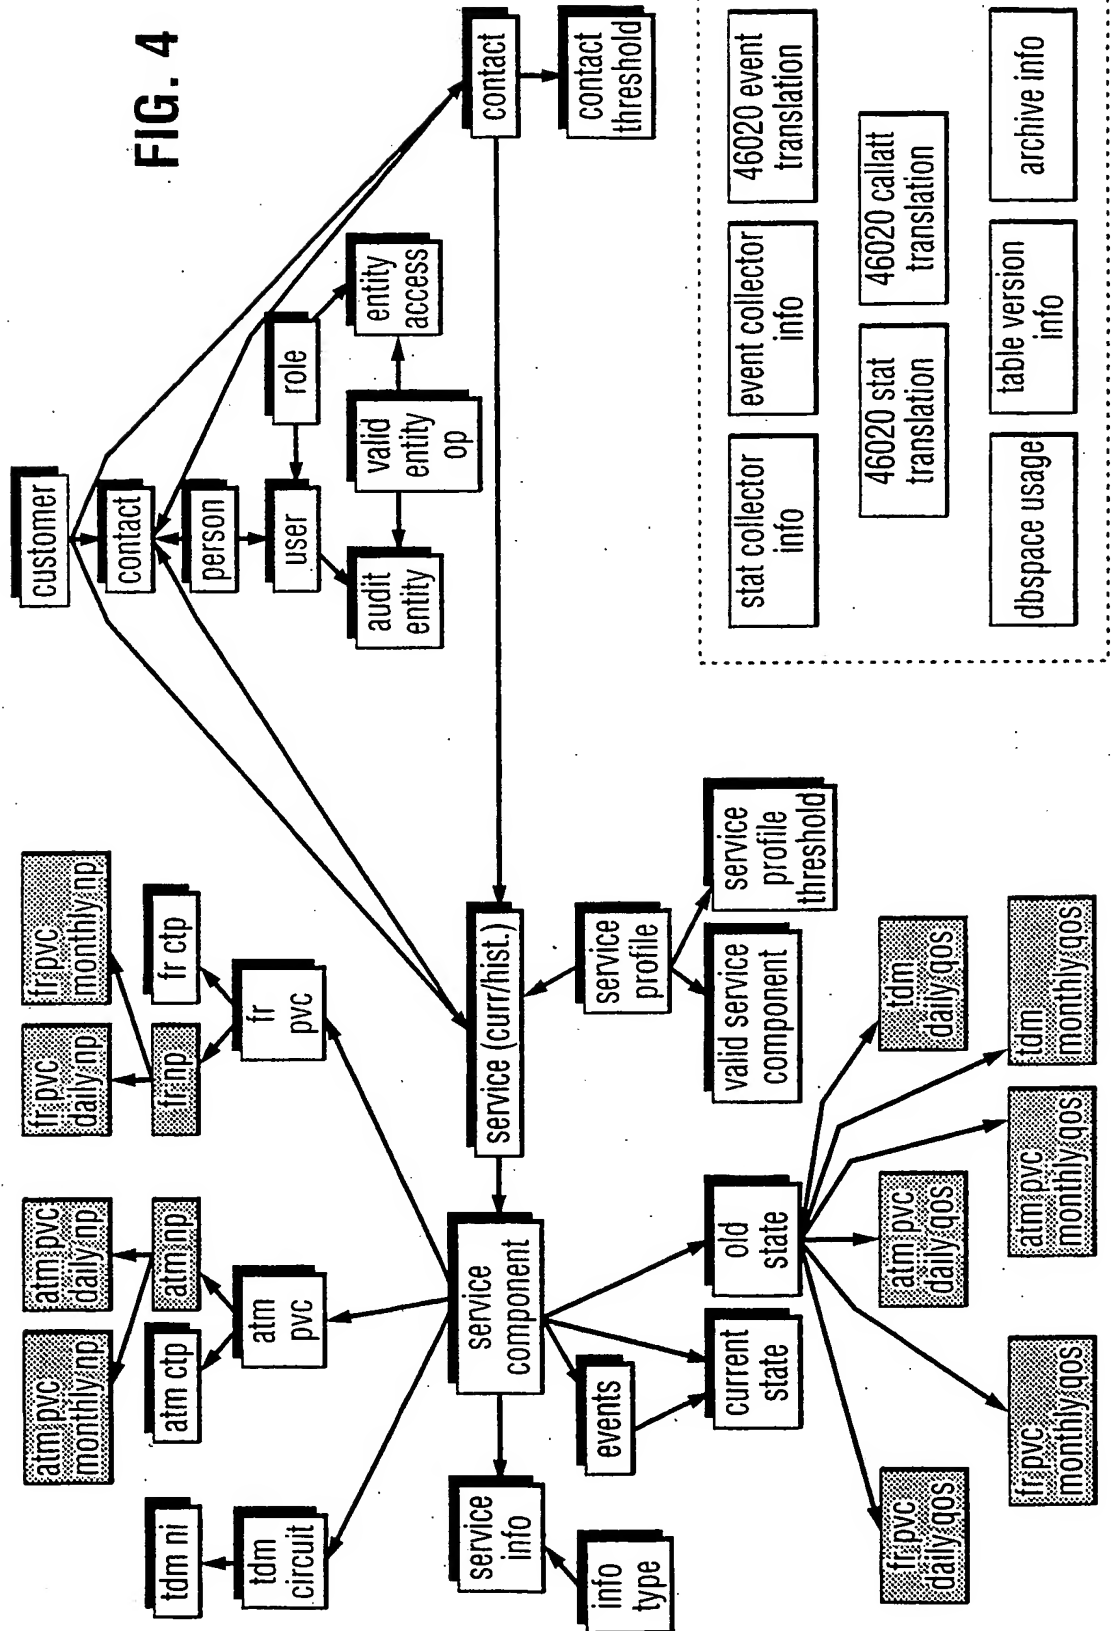 FIG. 4
customer
contact
person
user
role
audit
entity
valid
entity
op
entity
access
contact
contact
threshold
fr pvc
daily np
fr pvc
monthly np
fr np
fr ctp
fr
pvc
atm pvc
monthly np
atm pvc
daily np
atm ctp
atm np
atm
pvc
tdm ni
tdm
circuit
service
info
info
type
service
component
service (curr/hist.)
service
profile
valid service
component
service
profile
threshold
events
current
state
old
state
fr pvc
daily qos
atm pvc
daily qos
tdm
daily qos
fr pvc
monthly qos
atm pvc
monthly qos
tdm
monthly qos
stat collector
info
event collector
info
46020 event
translation
46020 stat
translation
46020 callatt
translation
dbspace usage
table version
info
archive info